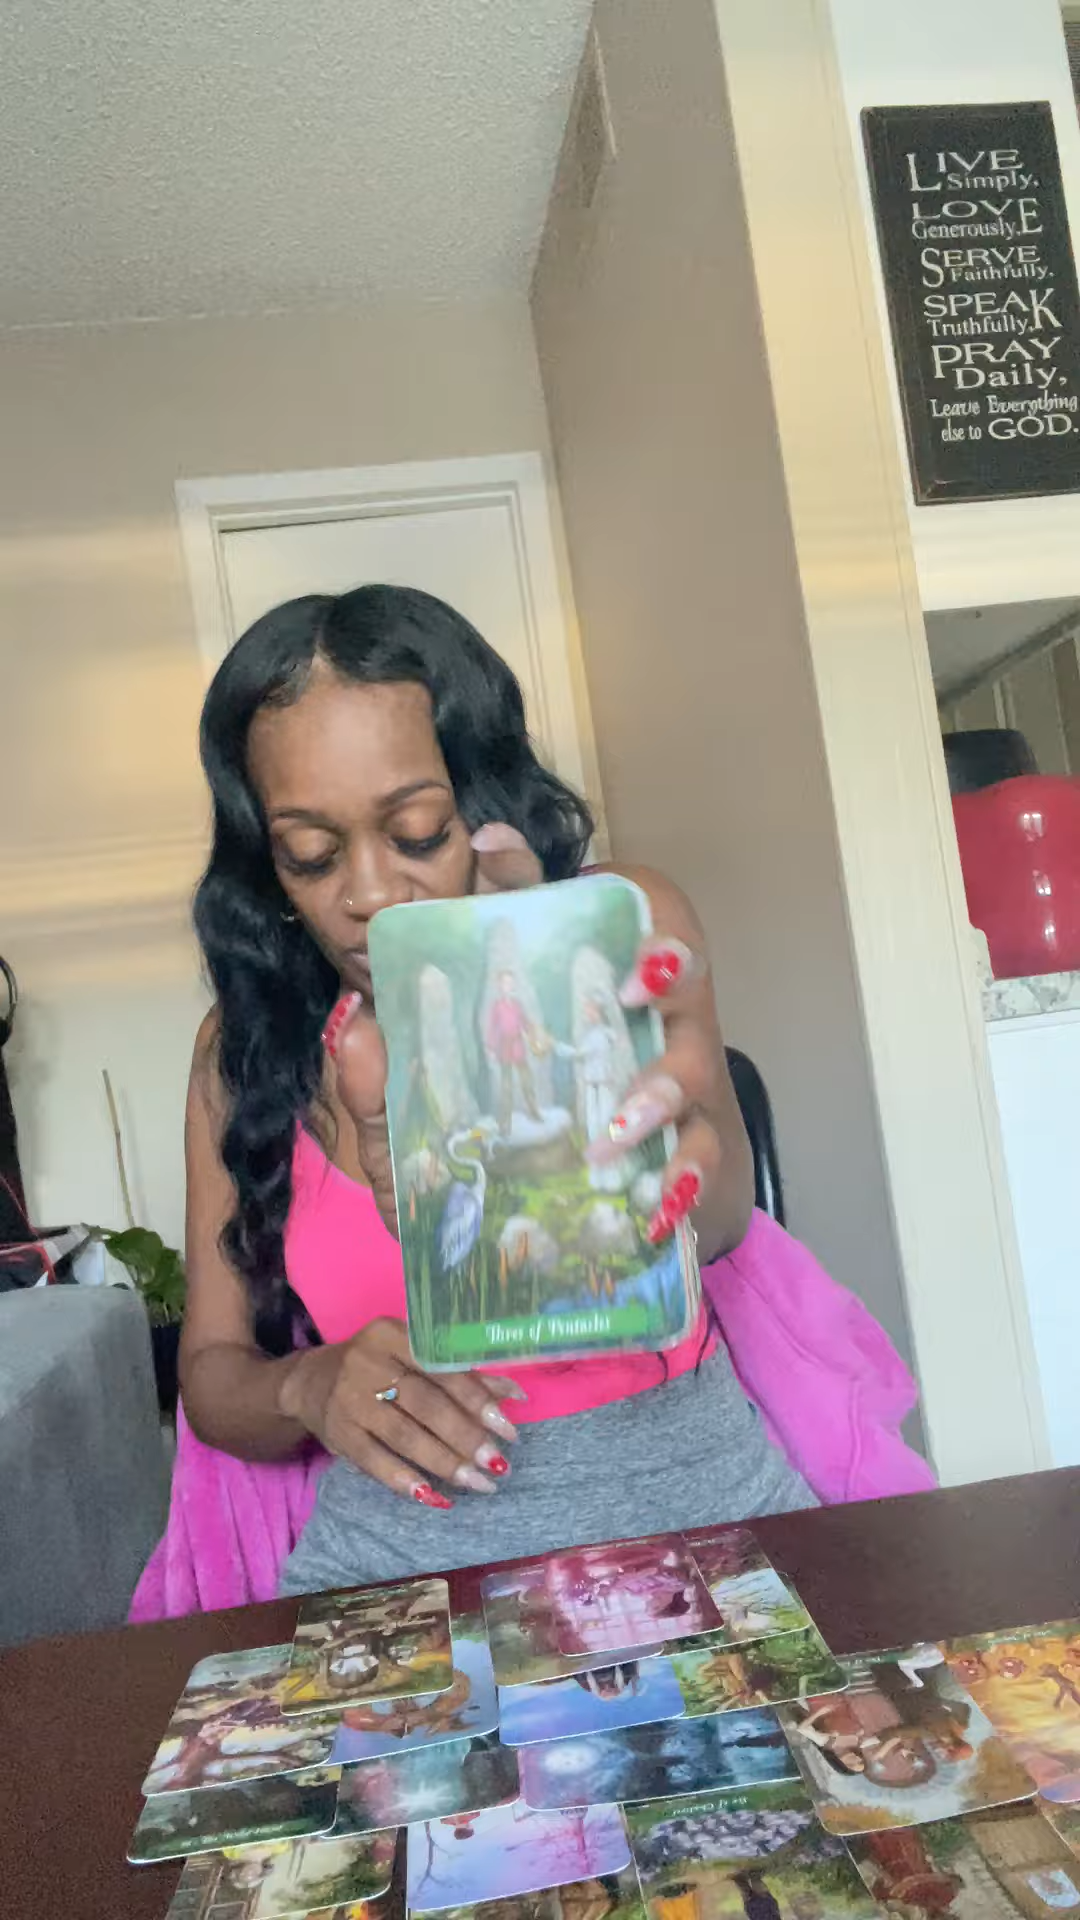 LIVE
Simply,
LOVE
Generously,
SERVE
Faithfully,
SPEAK
Truthfully,
PRAY
Daily,
Leave Everything
else to GOD.
Three of Pentacles